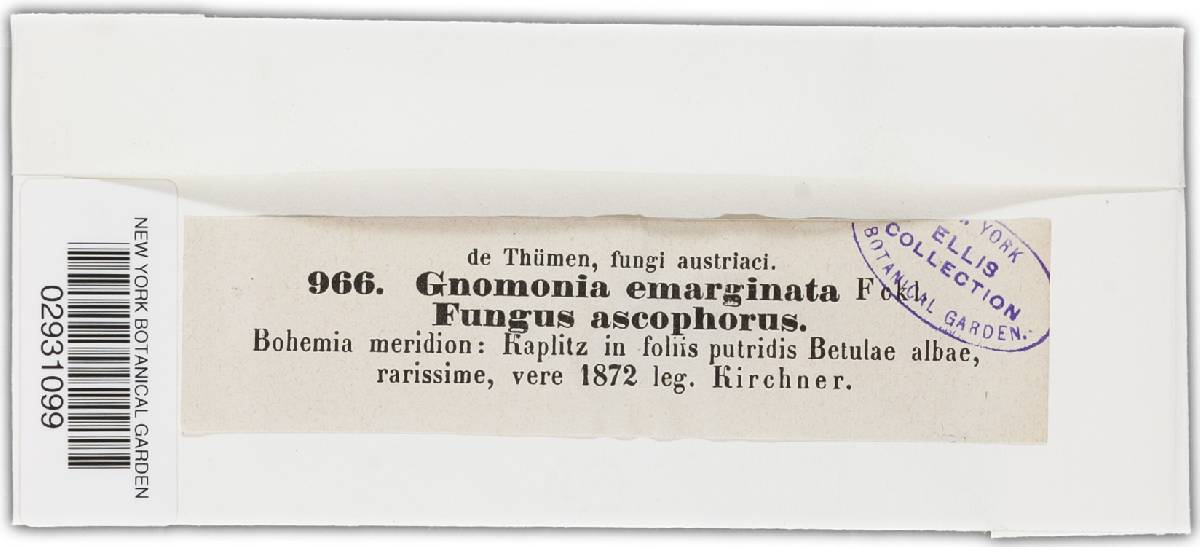 de Thümen, fungi austriaci.
966. Gnomonia emarginata Fckl.
Fungus ascophorus.
Bohemia meridion: Kaplitz in foliis putridis Betulae albae,
rarissime, vere 1872 leg. Kirchner.
YORK
ELLIS
COLLECTION
BOTANICAL GARDEN.
NEW YORK BOTANICAL GARDEN
02931099